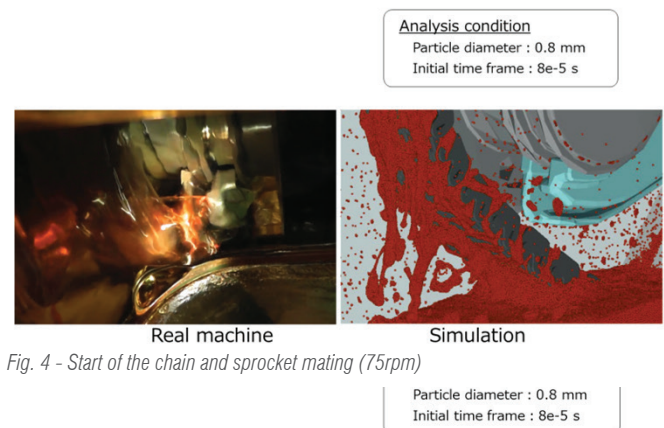 Analysis condition
Particle diameter : 0.8 mm
Initial time frame : 8e-5 s
Real machine
Simulation
Fig. 4 - Start of the chain and sprocket mating (75rpm)
Particle diameter : 0.8 mm
Initial time frame : 8e-5 s